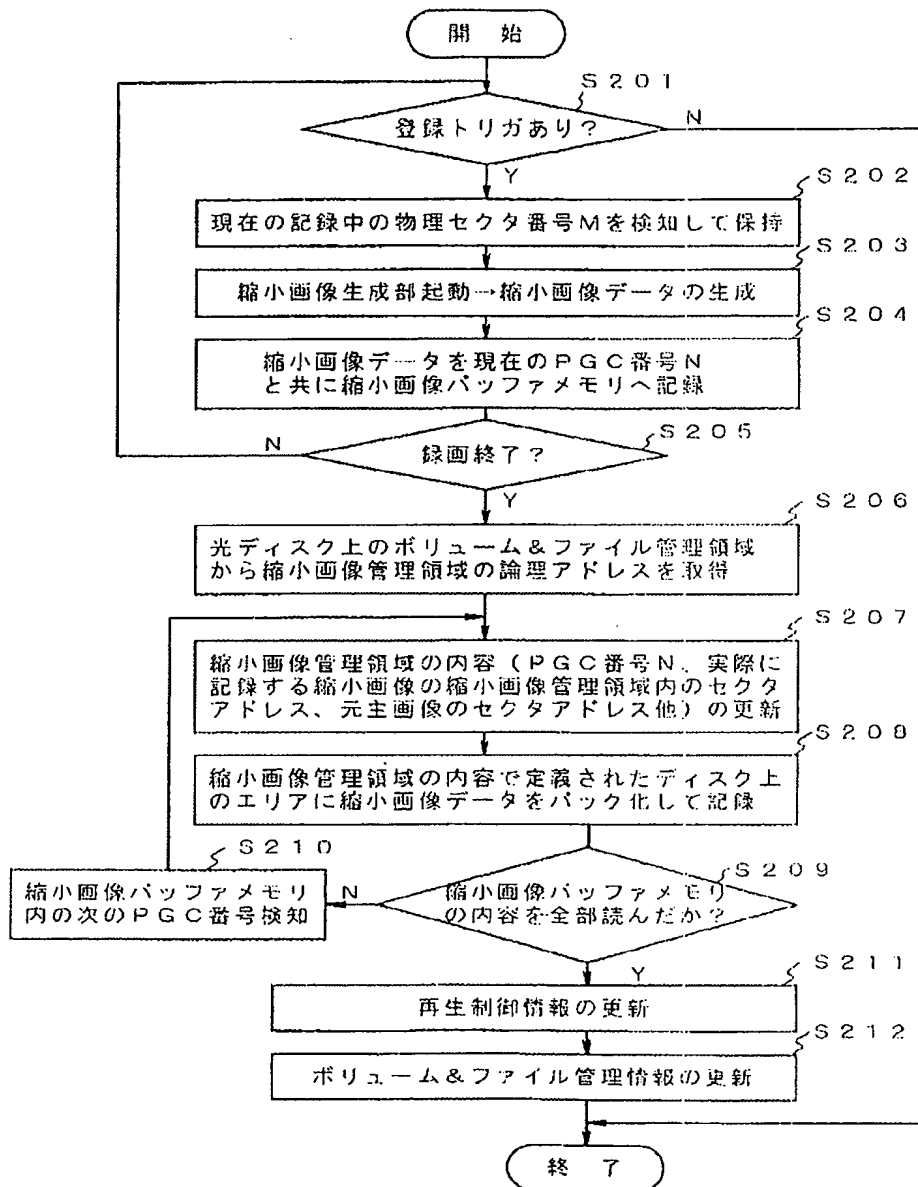 開 始
S201
登録トリガあり？
N
Y
S202
現在の記録中の物理セクタ番号Mを検知して保持
S203
縮小画像生成部起動→縮小画像データの生成
S204
縮小画像データを現在のPGC番号N
と共に縮小画像バッファメモリへ記録
S205
N
録画終了？
Y
S206
光ディスク上のボリューム&ファイル管理領域
から縮小画像管理領域の論理アドレスを取得
S207
縮小画像管理領域の内容（PGC番号N、実際に
記録する縮小画像の縮小画像管理領域内のセクタ
アドレス、元主画像のセクタアドレス他）の更新
S208
縮小画像管理領域の内容で定義されたディスク上
のエリアに縮小画像データをパック化して記録
S210
縮小画像バッファメモリ
内の次のPGC番号検知
N
S209
縮小画像バッファメモリ
の内容を全部読んだか？
Y
S211
再生制御情報の更新
S212
ボリューム&ファイル管理情報の更新
終 了